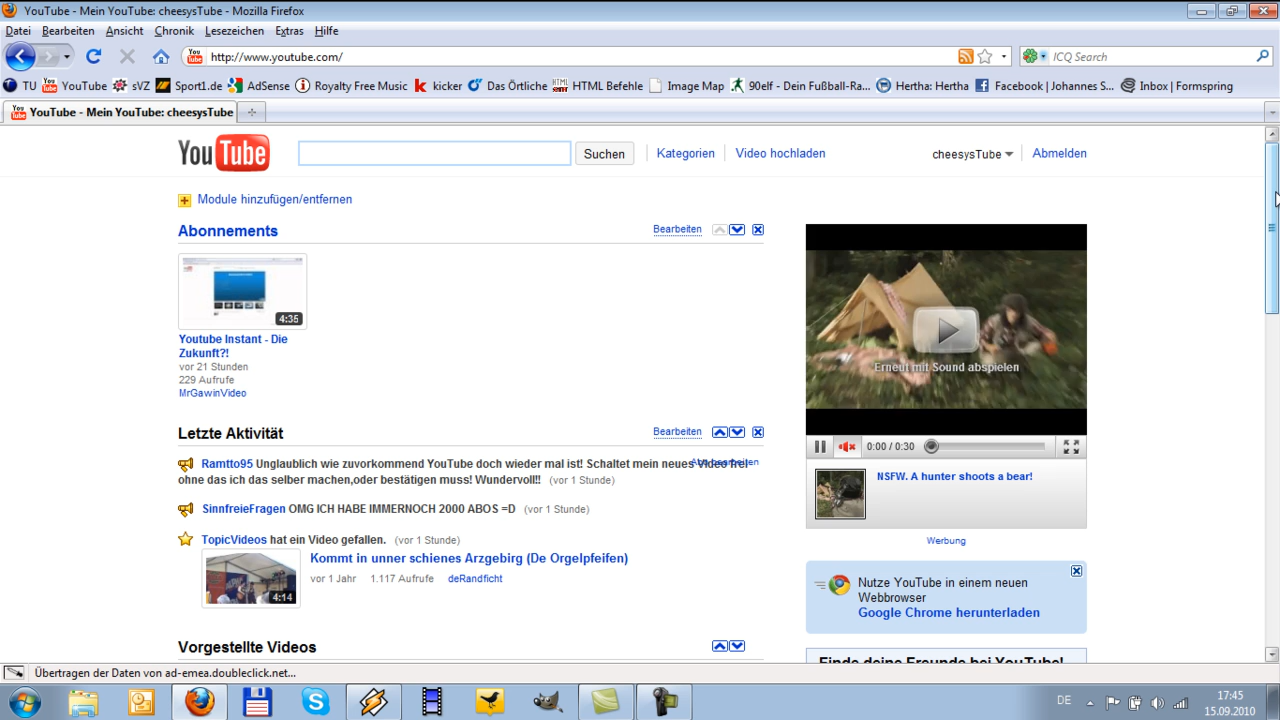 YouTube - Mein YouTube: cheesysTube - Mozilla Firefox
Datei Bearbeiten Ansicht Chronik Lesezeichen Extras Hilfe
http://www.youtube.com/
ICQ Search
TU YouTube sVZ Sport1.de AdSense Royalty Free Music kicker Das Örtliche HTML Befehle Image Map 90elf - Dein Fußball-Ra... Hertha: Hertha Facebook | Johannes S... Inbox | Formspring
YouTube - Mein YouTube: cheesysTube
YouTube
Suchen Kategorien Video hochladen cheesysTube Abmelden
Module hinzufügen/entfernen
Abonnements Bearbeiten
4:35
Youtube Instant - Die
Zukunft?!
vor 21 Stunden
229 Aufrufe
MrGawinVideo
Letzte Aktivität Bearbeiten
Ramtto95 Unglaublich wie zuvorkommend YouTube doch wieder mal ist! Schaltet mein neues Video frei
ohne das ich das selber machen,oder bestätigen muss! Wundervoll!! (vor 1 Stunde)
SinnfreieFragen OMG ICH HABE IMMERNOCH 2000 ABOS =D (vor 1 Stunde)
TopicVideos hat ein Video gefallen. (vor 1 Stunde)
Kommt in unner schienes Arzgebirg (De Orgelpfeifen)
vor 1 Jahr 1.117 Aufrufe deRandficht
4:14
Vorgestellte Videos
Erneut mit Sound abspielen
0:00 / 0:30
NSFW. A hunter shoots a bear!
Werbung
Nutze YouTube in einem neuen
Webbrowser
Google Chrome herunterladen
Finde deine Freunde bei YouTube!
Übertragen der Daten von ad-emea.doubleclick.net...
DE
17:45
15.09.2010